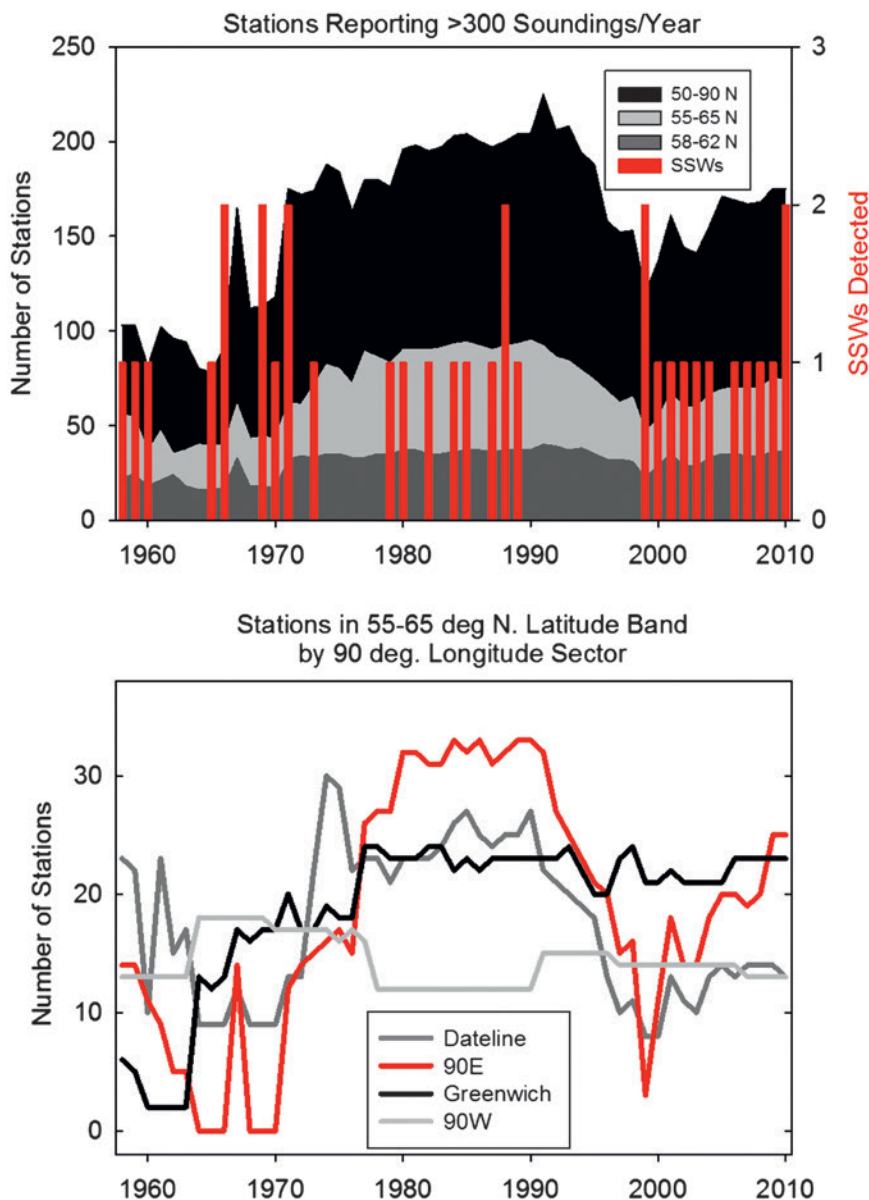 Stations Reporting >300 Soundings/Year
250
200
150
100
50
0
Number of Stations
3
2
1
0
SSWs Detected
50-90 N
55-65 N
58-62 N
SSWs
1960 1970 1980 1990 2000 2010
Stations in 55-65 deg N. Latitude Band
by 90 deg. Longitude Sector
30
20
10
0
Number of Stations
Dateline
90E
Greenwich
90W
1960 1970 1980 1990 2000 2010